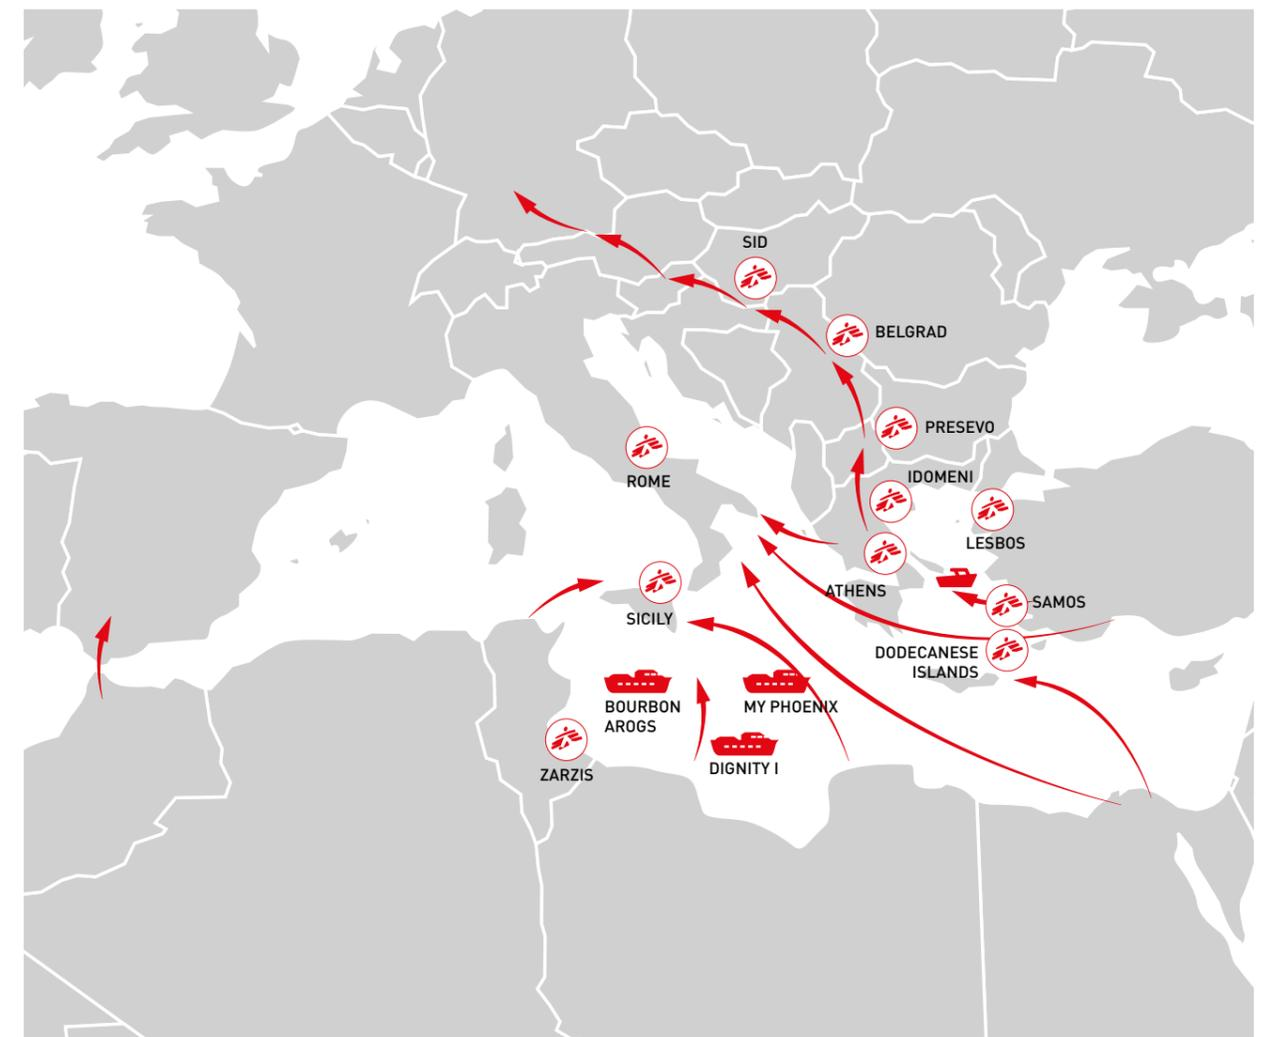 SID
BELGRAD
PRESEVO
ROME
IDOMENI
LESBOS
ATHENS
SAMOS
SICILY
DODECANESE
ISLANDS
BOURBON
AROGS
MY PHOENIX
DIGNITY I
ZARZIS